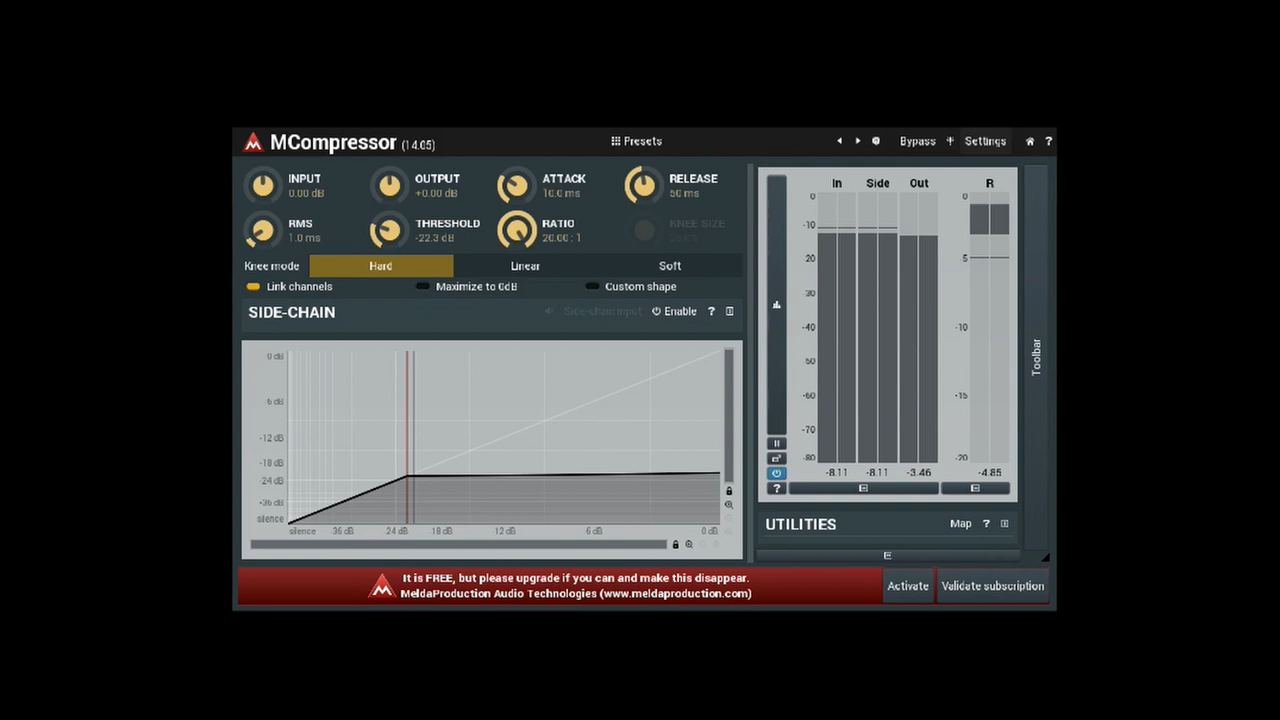 MCompressor (14.05)
Presets
Bypass
Settings
?
INPUT
0.00 dB
OUTPUT
+0.00 dB
ATTACK
10.0 ms
RELEASE
50 ms
RMS
1.0 ms
THRESHOLD
-22.3 dB
RATIO
20.00 : 1
KNEE SIZE
Knee mode
Hard
Linear
Soft
Link channels
Maximize to 0dB
Custom shape
SIDE-CHAIN
Side-chain input
Enable
?
0 dB
-12 dB
-18 dB
-24 dB
-36 dB
silence
silence
-36 dB
24 dB
18 dB
12 dB
6 dB
0 dB
In
Side
Out
R
0
-10
20
-30
-40
-50
-60
-70
-80
0
5
-10
-15
-20
-8.11
-8.11
-3.46
-4.85
?
Toolbar
UTILITIES
Map
?
It is FREE, but please upgrade if you can and make this disappear.
MeldaProduction Audio Technologies (www.meldaproduction.com)
Activate
Validate subscription